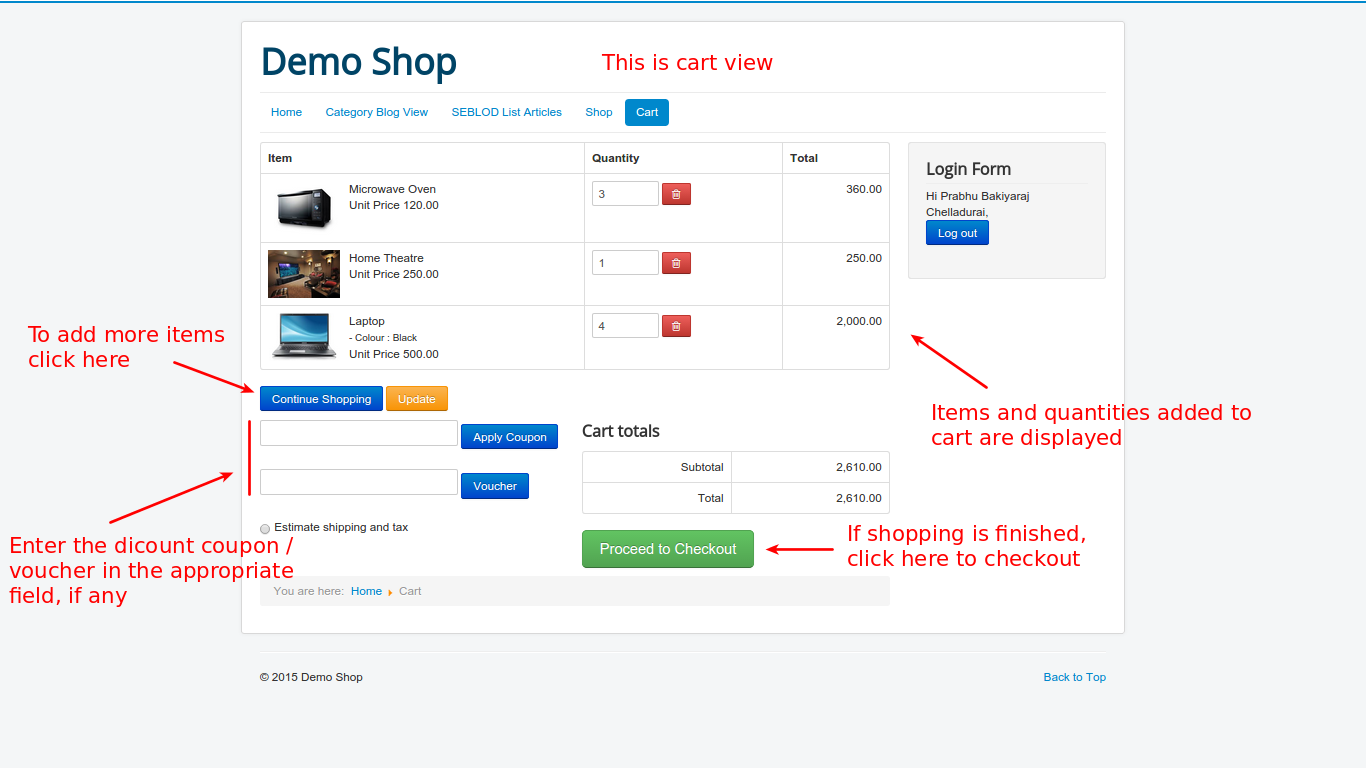 Demo Shop
This is cart view
Home
Category Blog View
SEBLOD List Articles
Shop
Cart
Item
Quantity
Total
Microwave Oven
Unit Price 120.00
3
360.00
Home Theatre
Unit Price 250.00
1
250.00
Laptop
- Colour : Black
Unit Price 500.00
4
2,000.00
Login Form
Hi Prabhu Bakiyaraj
Chelladurai,
Log out
To add more items
click here
Items and quantities added to
cart are displayed
Continue Shopping
Update
Apply Coupon
Voucher
Estimate shipping and tax
Enter the dicount coupon /
voucher in the appropriate
field, if any
Cart totals
Subtotal
2,610.00
Total
2,610.00
Proceed to Checkout
If shopping is finished,
click here to checkout
You are here: Home Cart
© 2015 Demo Shop
Back to Top